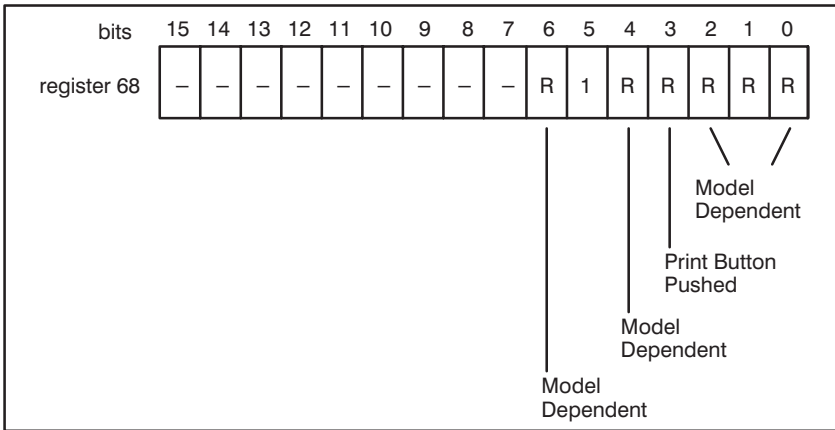 bits 15 14 13 12 11 10 9 8 7 6 5 4 3 2 1 0
register 68 – – – – – – – – – R 1 R R R R R
Model
Dependent
Print Button
Pushed
Model
Dependent
Model
Dependent